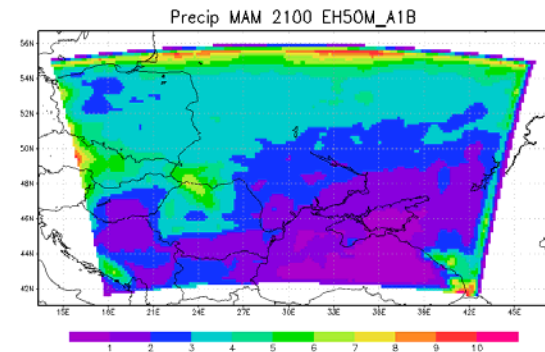 Precip MAM 2100 EH50M_A1B
56N
54N
52N
50N
48N
46N
44N
42N
15E 18E 21E 24E 27E 30E 33E 36E 39E 42E 45E
1 2 3 4 5 6 7 8 9 10